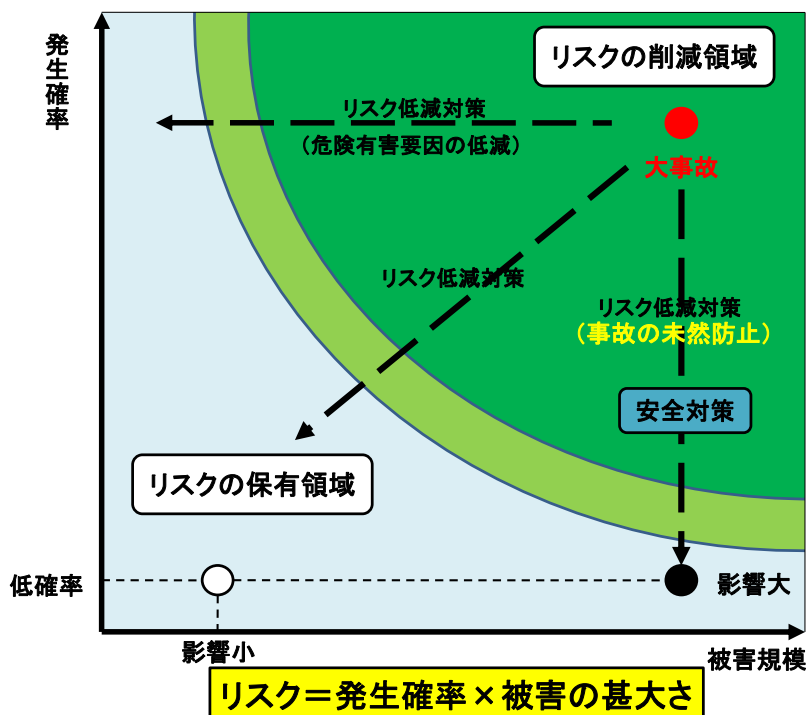 発生確率
リスクの削減領域
リスク低減対策
（危険有害要因の低減）
大事故
リスク低減対策
リスク低減対策
（事故の未然防止）
安全対策
リスクの保有領域
低確率
影響大
影響小
被害規模
リスク＝発生確率×被害の甚大さ